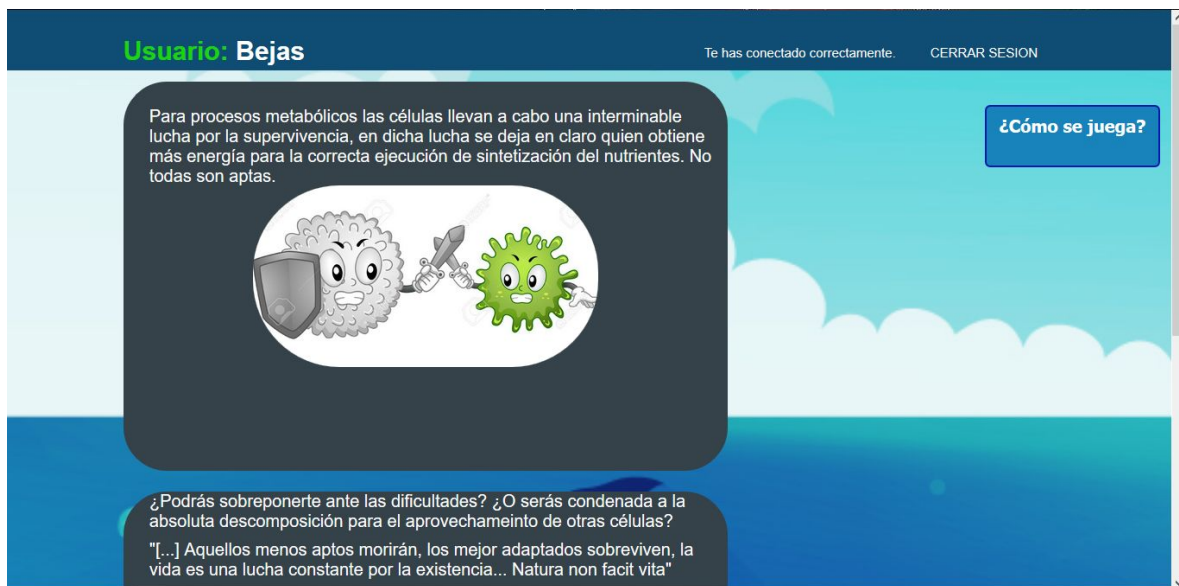 Usuario: Bejas
Te has conectado correctamente.
CERRAR SESION
Para procesos metabólicos las células llevan a cabo una interminable
lucha por la supervivencia, en dicha lucha se deja en claro quien obtiene
más energía para la correcta ejecución de sintetización del nutrientes. No
todas son aptas.
¿Cómo se juega?
¿Podrás sobreponerte ante las dificultades? ¿O serás condenada a la
absoluta descomposición para el aprovechameinto de otras células?
"[...] Aquellos menos aptos morirán, los mejor adaptados sobreviven, la
vida es una lucha constante por la existencia... Natura non facit vita"